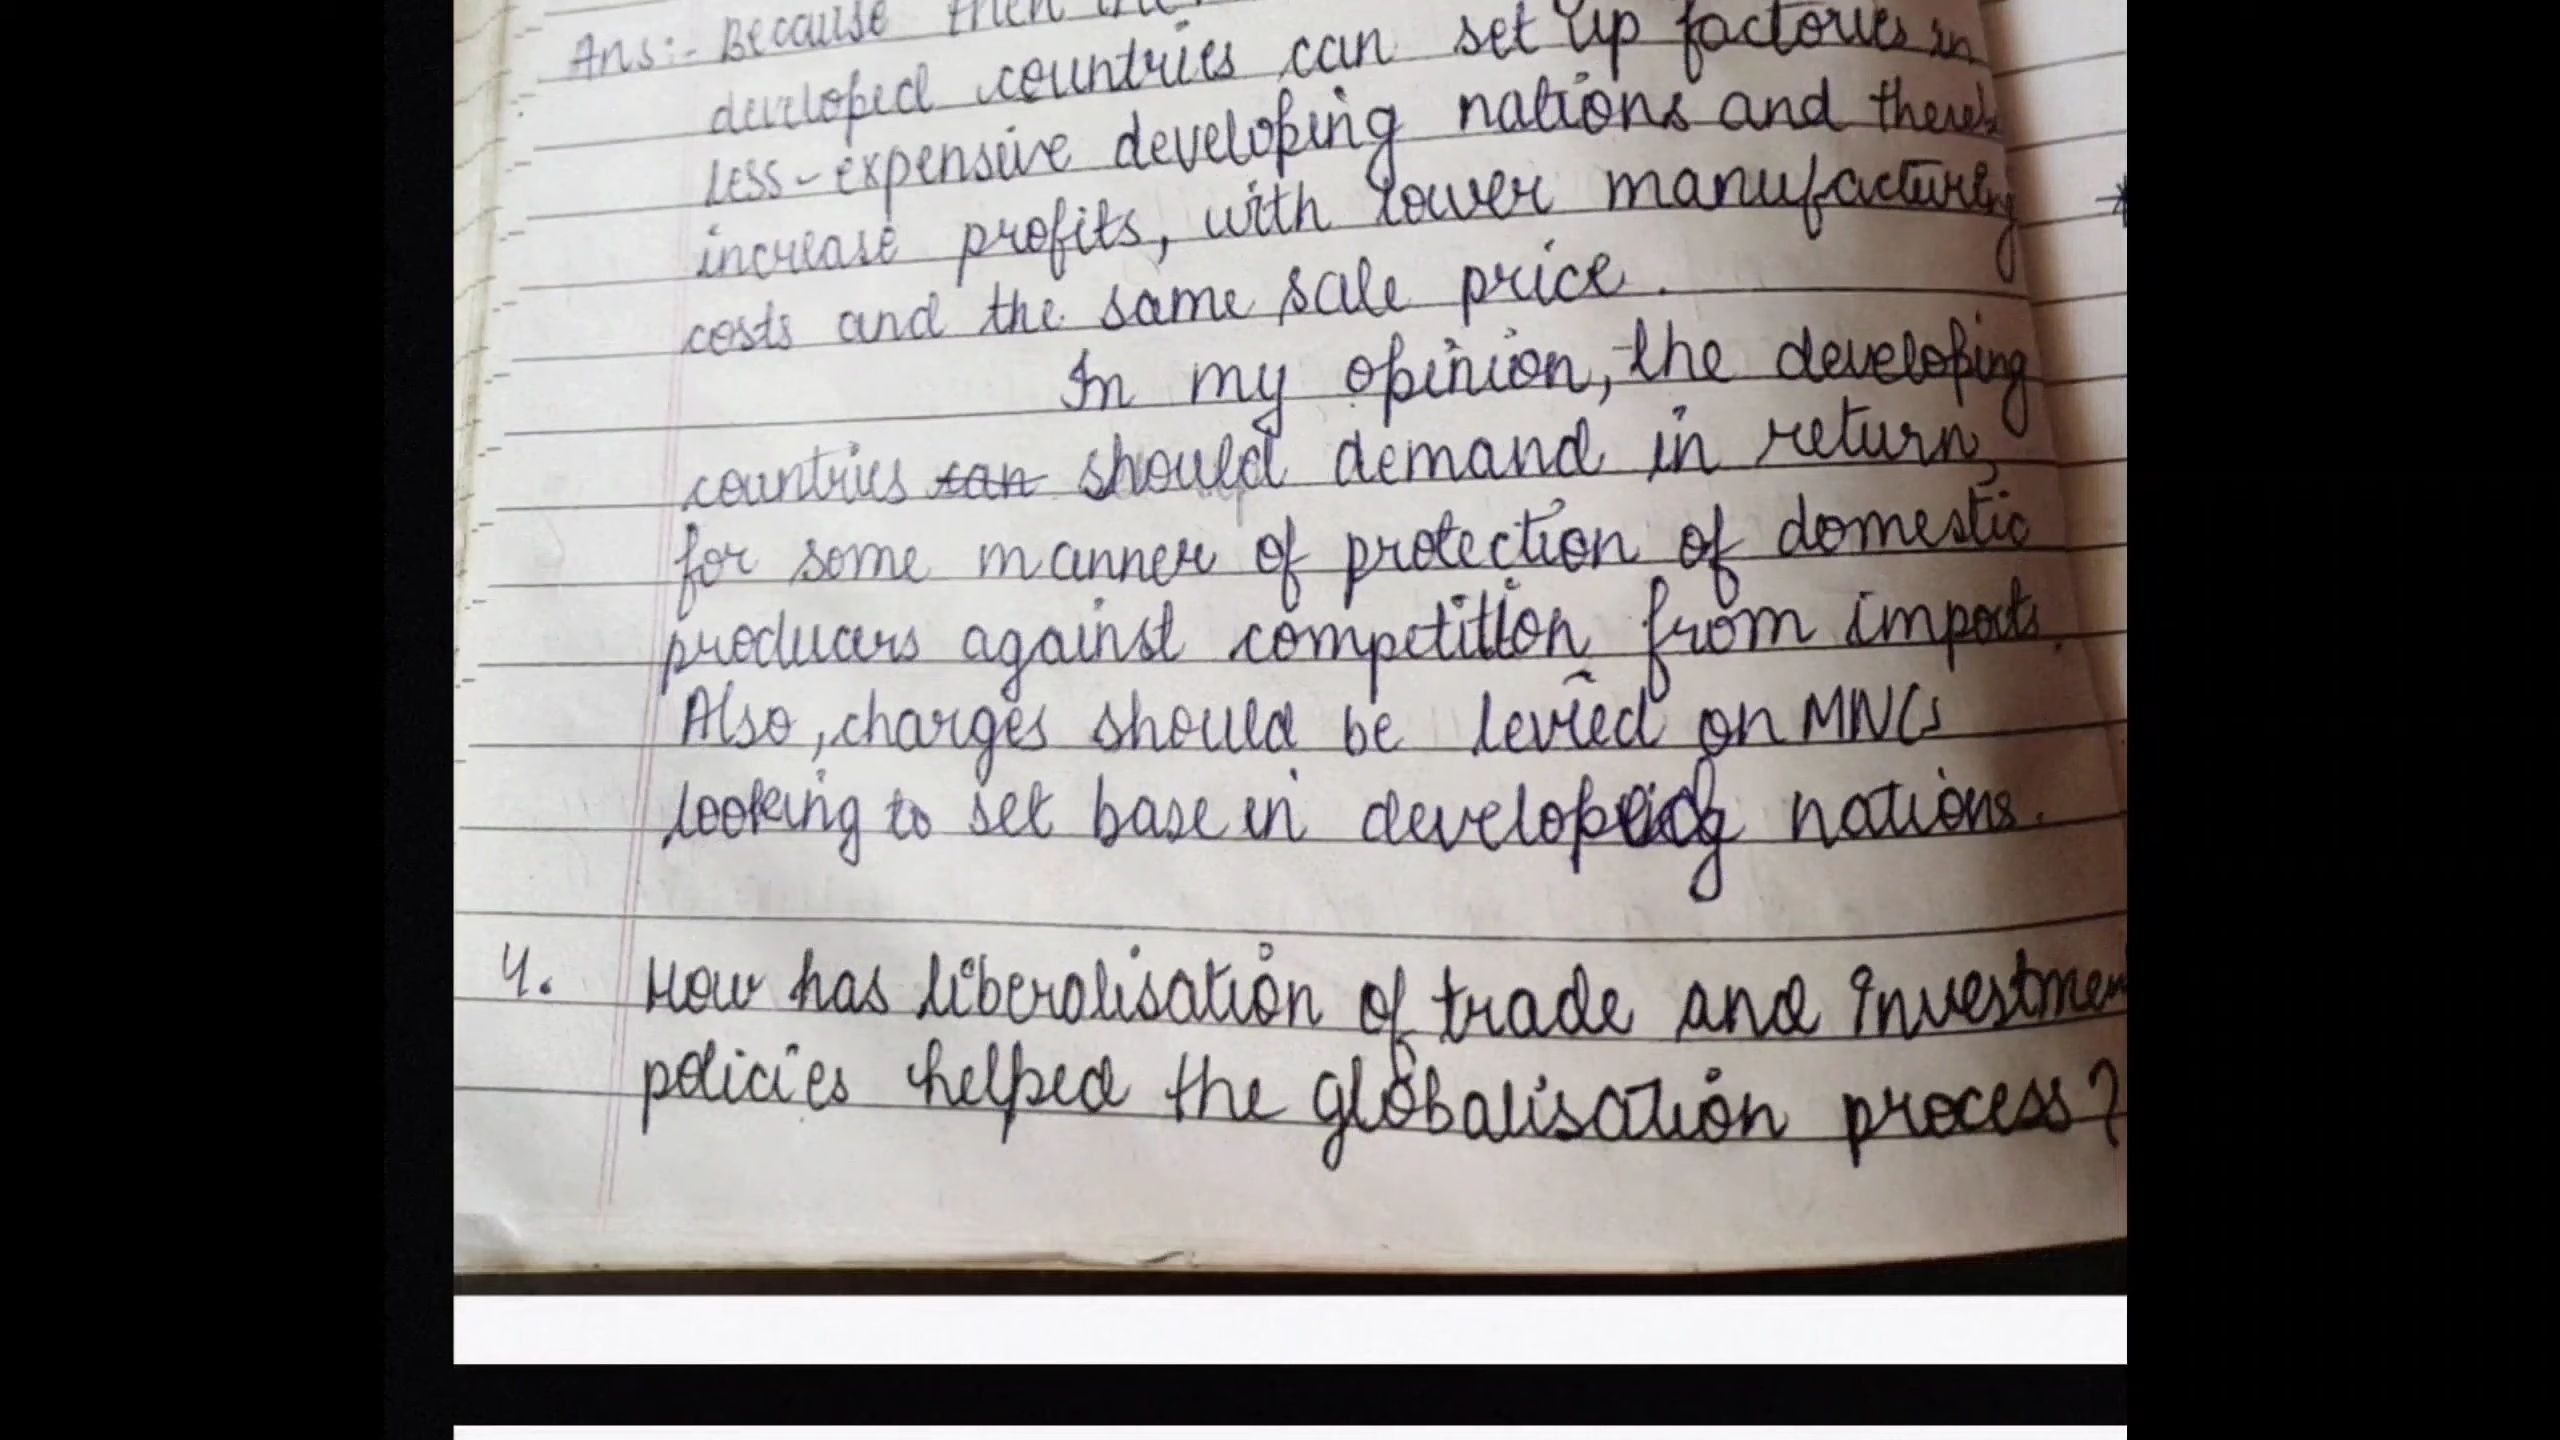 Ans:- Because then
developed countries can set up factories in
less-expensive developing nations and
increase profits, with lower manufacturing
costs and the same sale price.
In my opinion, the developing
countries can should demand in return,
for some manner of protection of domestic
producers against competition from imports.
Also, charges should be levied on MNCs
looking to set base in developing nations.
4. How has liberalisation of trade and Investmen
policies helped the globalisation process?